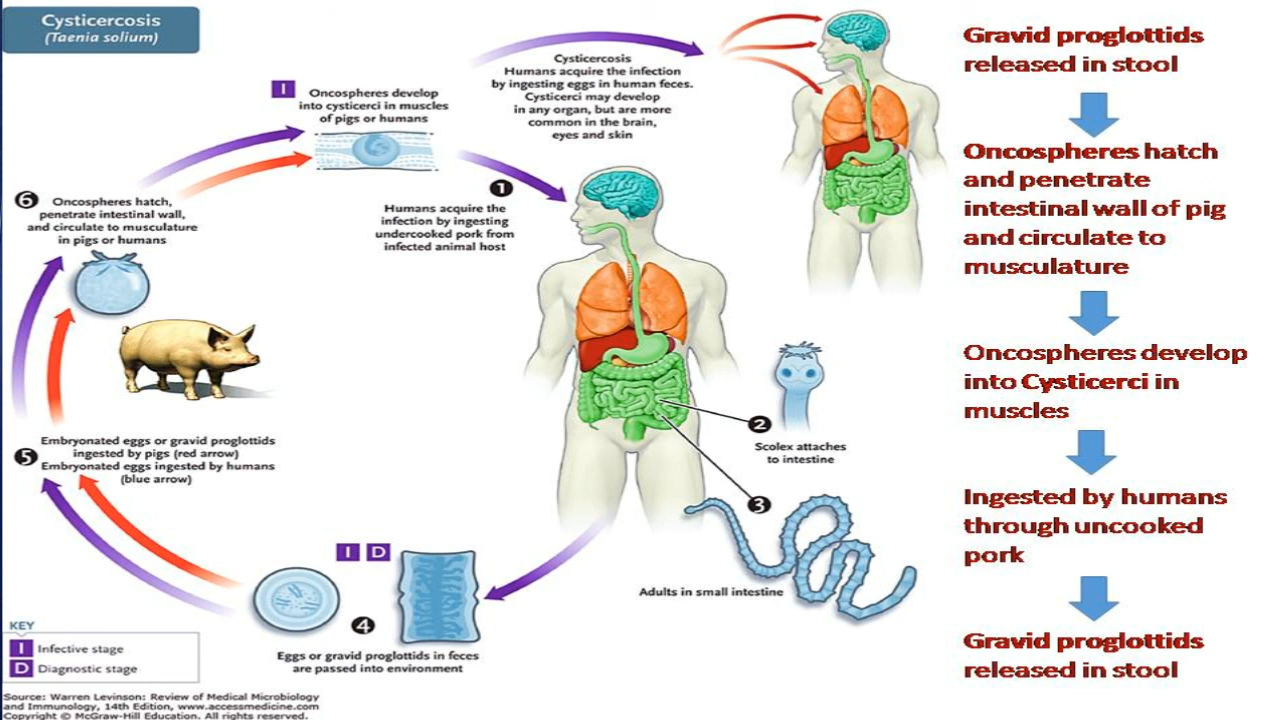 Cysticercosis
(Taenia solium)
Cysticercosis
Humans acquire the infection
by ingesting eggs in human feces.
Cysticerci may develop
in any organ, but are more
common in the brain,
eyes and skin
I
Oncospheres develop
into cysticerci in muscles
of pigs or humans
1
Humans acquire the
infection by ingesting
undercooked pork from
infected animal host
6 Oncospheres hatch,
penetrate intestinal wall,
and circulate to musculature
in pigs or humans
2
Scolex attaches
to intestine
3
Adults in small intestine
5 Embryonated eggs or gravid proglottids
ingested by pigs (red arrow)
Embryonated eggs ingested by humans
(blue arrow)
I D
4
Eggs or gravid proglottids in feces
are passed into environment
KEY
I Infective stage
D Diagnostic stage
Source: Warren Levinson: Review of Medical Microbiology
and Immunology, 14th Edition, www.accessmedicine.com
Copyright © McGraw-Hill Education. All rights reserved.
Gravid proglottids
released in stool
Oncospheres hatch
and penetrate
intestinal wall of pig
and circulate to
musculature
Oncospheres develop
into Cysticerci in
muscles
Ingested by humans
through uncooked
pork
Gravid proglottids
released in stool